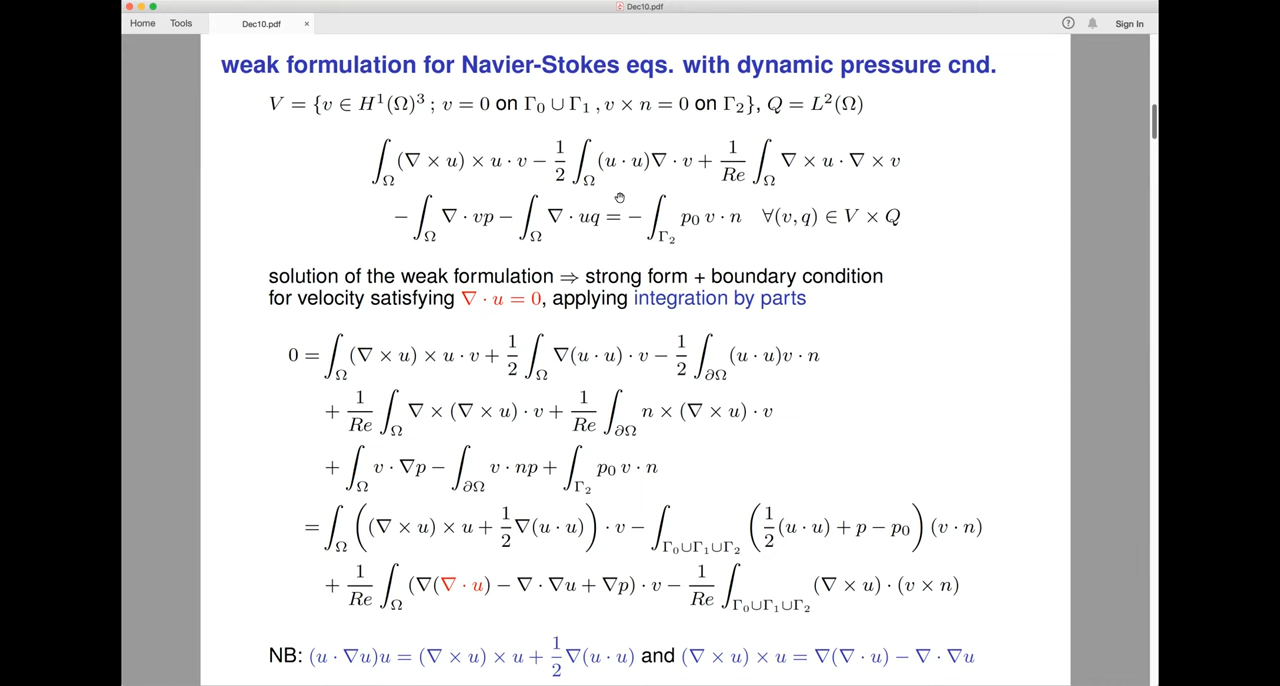 Dec10.pdf
Home Tools Dec10.pdf × ? Sign In
weak formulation for Navier-Stokes eqs. with dynamic pressure cnd.
V = {v ∈ H¹(Ω)³ ; v = 0 on Γ₀ ∪ Γ₁ , v × n = 0 on Γ₂}, Q = L²(Ω)
∫_Ω (∇ × u) × u · v − 1/2 ∫_Ω (u · u)∇ · v + 1/Re ∫_Ω ∇ × u · ∇ × v
− ∫_Ω ∇ · vp − ∫_Ω ∇ · uq = − ∫_Γ₂ p₀ v · n ∀(v, q) ∈ V × Q
solution of the weak formulation ⇒ strong form + boundary condition
for velocity satisfying ∇ · u = 0, applying integration by parts
0 = ∫_Ω (∇ × u) × u · v + 1/2 ∫_Ω ∇(u · u) · v − 1/2 ∫_∂Ω (u · u)v · n
+ 1/Re ∫_Ω ∇ × (∇ × u) · v + 1/Re ∫_∂Ω n × (∇ × u) · v
+ ∫_Ω v · ∇p − ∫_∂Ω v · np + ∫_Γ₂ p₀ v · n
= ∫_Ω ((∇ × u) × u + 1/2 ∇(u · u)) · v − ∫_Γ₀∪Γ₁∪Γ₂ (1/2 (u · u) + p − p₀) (v · n)
+ 1/Re ∫_Ω (∇(∇ · u) − ∇ · ∇u + ∇p) · v − 1/Re ∫_Γ₀∪Γ₁∪Γ₂ (∇ × u) · (v × n)
NB: (u · ∇u)u = (∇ × u) × u + 1/2 ∇(u · u) and (∇ × u) × u = ∇(∇ · u) − ∇ · ∇u